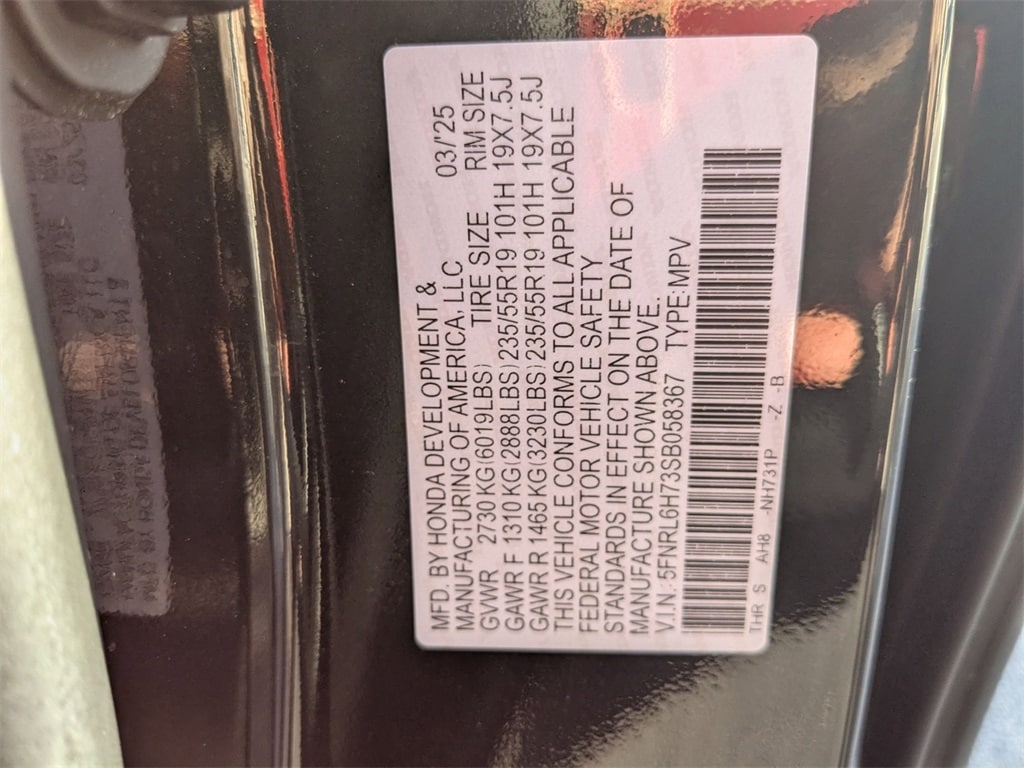 MFD. BY HONDA DEVELOPMENT &
MANUFACTURING OF AMERICA, LLC 03/'25
GVWR 2730 KG(6019LBS) TIRE SIZE RIM SIZE
GAWR F 1310 KG(2888LBS) 235/55R19 101H 19X7.5J
GAWR R 1465 KG(3230LBS) 235/55R19 101H 19X7.5J
THIS VEHICLE CONFORMS TO ALL APPLICABLE
FEDERAL MOTOR VEHICLE SAFETY
STANDARDS IN EFFECT ON THE DATE OF
MANUFACTURE SHOWN ABOVE.
V.I.N.:5FNRL6H73SB058367 TYPE:MPV
THR S AH8 -NH731P -Z -B